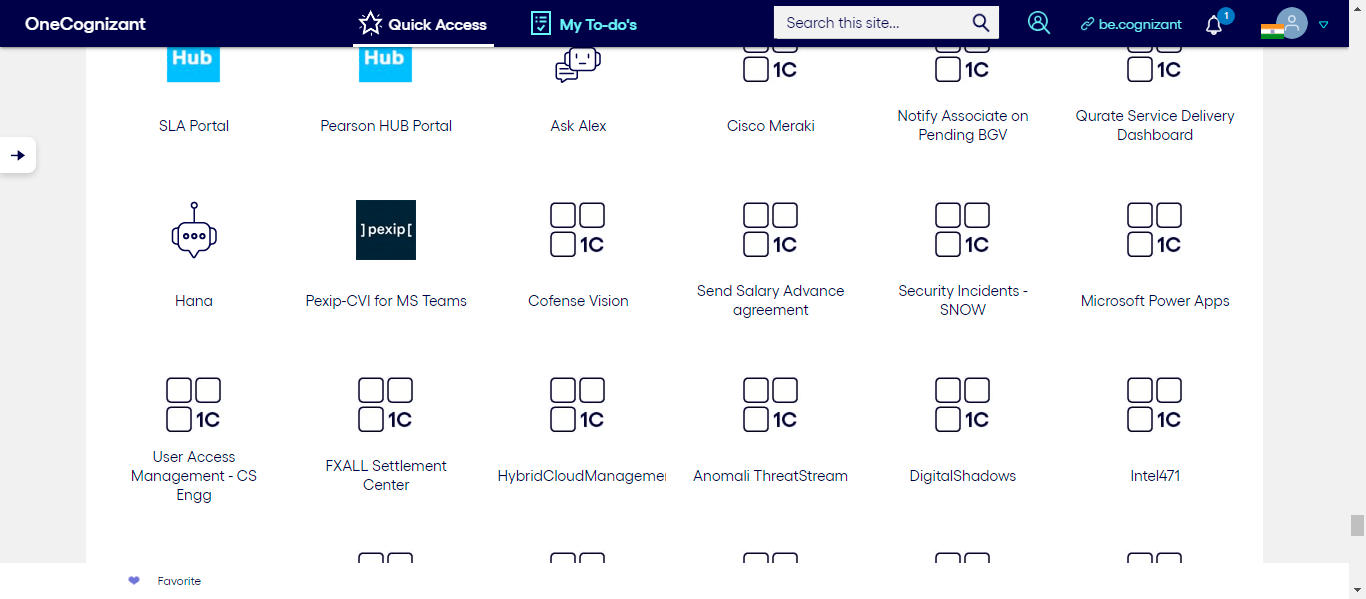 OneCognizant
Quick Access
My To-do's
Search this site...
be.cognizant
1
Hub
Hub
1C
1C
1C
SLA Portal
Pearson HUB Portal
Ask Alex
Cisco Meraki
Notify Associate on
Pending BGV
Qurate Service Delivery
Dashboard
]pexip[
1C
1C
1C
1C
Hana
Pexip-CVI for MS Teams
Cofense Vision
Send Salary Advance
agreement
Security Incidents -
SNOW
Microsoft Power Apps
1C
1C
1C
1C
1C
1C
User Access
Management - CS
Engg
FXALL Settlement
Center
HybridCloudManagemer
Anomali ThreatStream
DigitalShadows
Intel471
Favorite